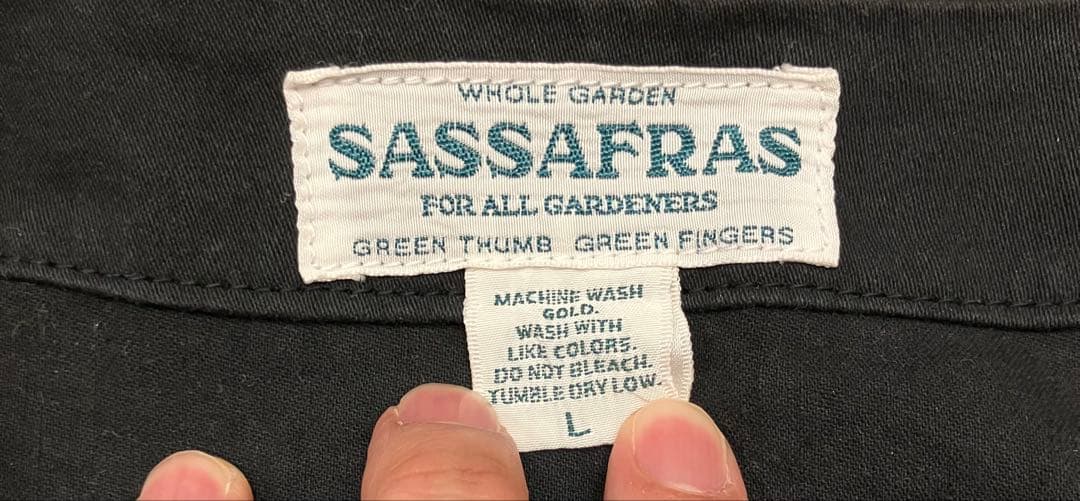 WHOLE GARDEN
SASSAFRAS
FOR ALL GARDENERS
GREEN THUMB GREEN FINGERS
MACHINE WASH
GOLD.
WASH WITH
LIKE COLORS.
DO NOT BLEACH.
TUMBLE DRY LOW.
L